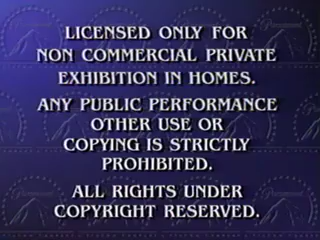 LICENSED ONLY FOR
NON COMMERCIAL PRIVATE
EXHIBITION IN HOMES.
ANY PUBLIC PERFORMANCE
OTHER USE OR
COPYING IS STRICTLY
PROHIBITED.
ALL RIGHTS UNDER
COPYRIGHT RESERVED.